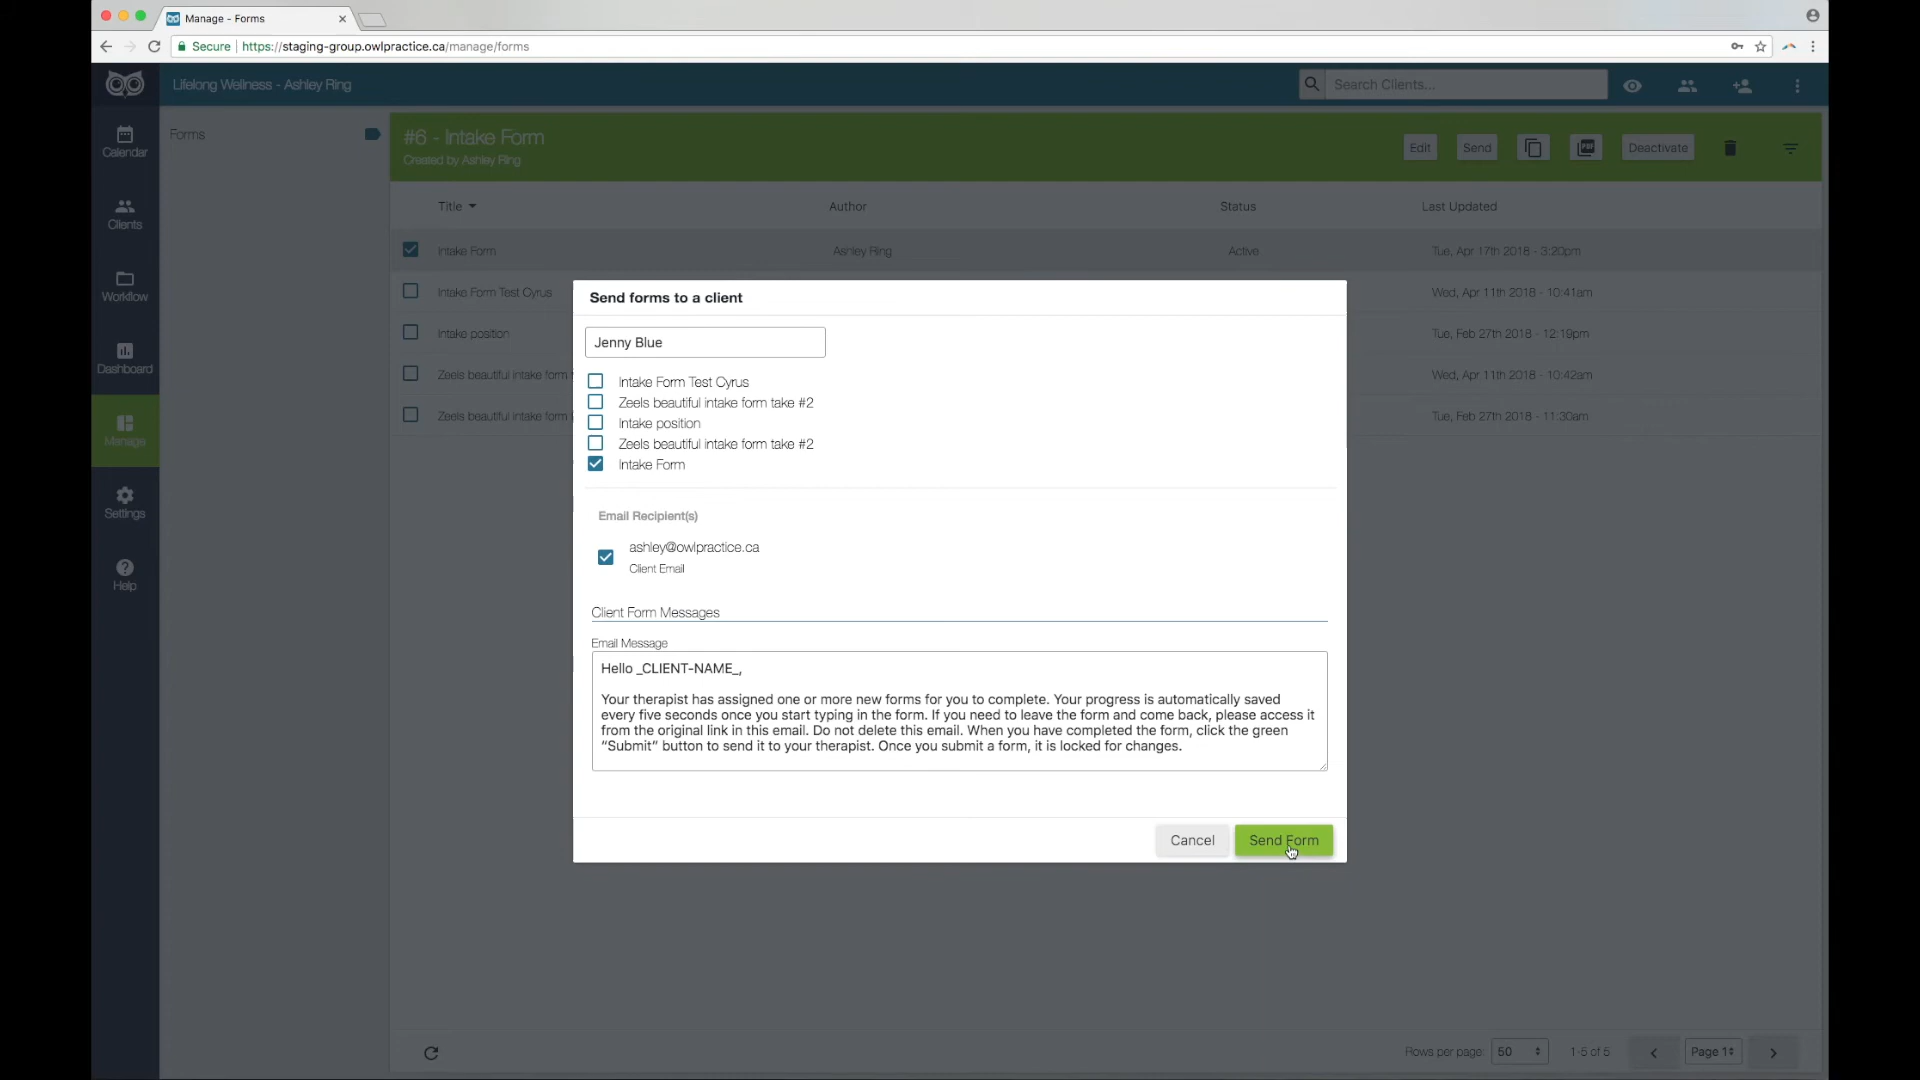 Manage - Forms
Secure
https://staging-group.owlpractice.ca/manage/forms
Lifelong Wellness - Ashley Ring
Search Clients...
Calendar
Clients
Workflow
Dashboard
Manage
Settings
Help
Forms
#6 - Intake Form
Created by Ashley Ring
Edit
Send
PDF
Deactivate
Title
Author
Status
Last Updated
Intake Form
Ashley Ring
Active
Tue, Apr 17th 2018 - 3:20pm
Intake Form Test Cyrus
Wed, Apr 11th 2018 - 10:41am
Intake position
Tue, Feb 27th 2018 - 12:19pm
Zeels beautiful intake form
Wed, Apr 11th 2018 - 10:42am
Zeels beautiful intake form
Tue, Feb 27th 2018 - 11:30am
Send forms to a client
Jenny Blue
Intake Form Test Cyrus
Zeels beautiful intake form take #2
Intake position
Zeels beautiful intake form take #2
Intake Form
Email Recipient(s)
ashley@owlpractice.ca
Client Email
Client Form Messages
Email Message
Hello _CLIENT-NAME_,
Your therapist has assigned one or more new forms for you to complete. Your progress is automatically saved
every five seconds once you start typing in the form. If you need to leave the form and come back, please access it
from the original link in this email. Do not delete this email. When you have completed the form, click the green
“Submit” button to send it to your therapist. Once you submit a form, it is locked for changes.
Cancel
Send Form
Rows per page:
50
1-5 of 5
Page 1